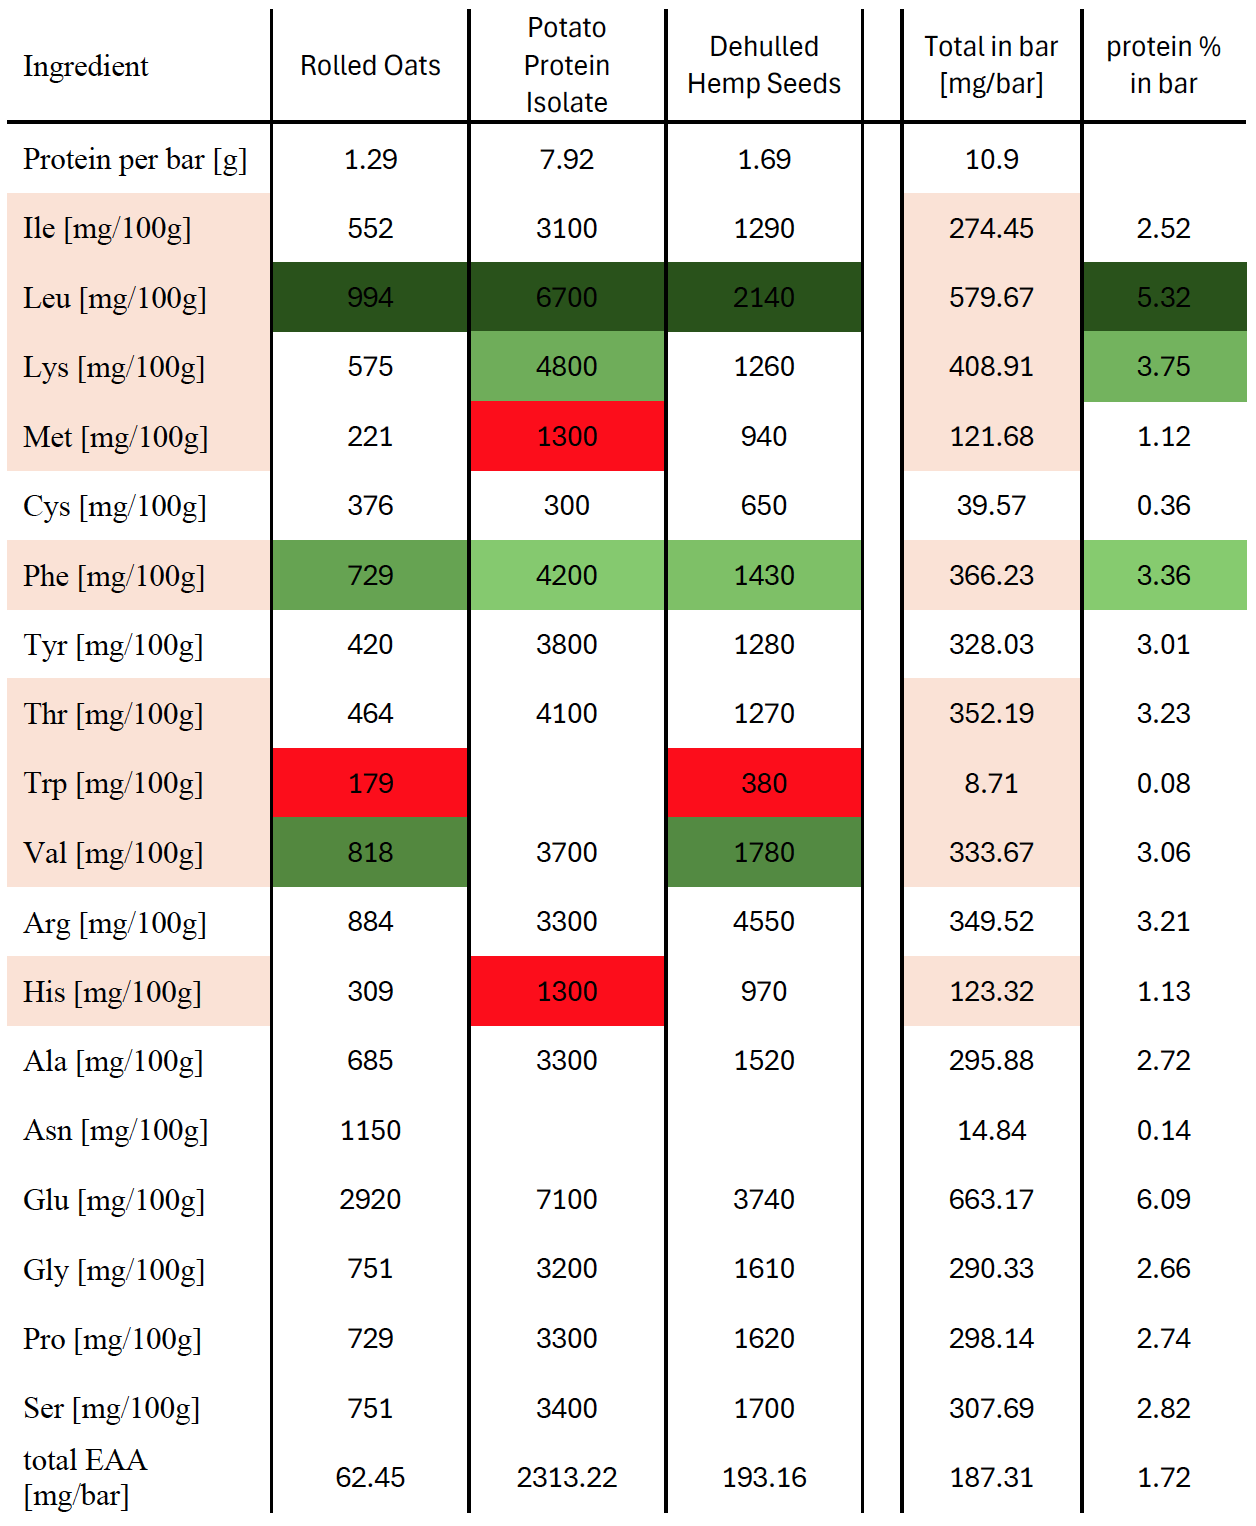 Ingredient Rolled Oats Potato Protein Isolate Dehulled Hemp Seeds Total in bar [mg/bar] protein % in bar
Protein per bar [g] 1.29 7.92 1.69 10.9
Ile [mg/100g] 552 3100 1290 274.45 2.52
Leu [mg/100g] 994 6700 2140 579.67 5.32
Lys [mg/100g] 575 4800 1260 408.91 3.75
Met [mg/100g] 221 1300 940 121.68 1.12
Cys [mg/100g] 376 300 650 39.57 0.36
Phe [mg/100g] 729 4200 1430 366.23 3.36
Tyr [mg/100g] 420 3800 1280 328.03 3.01
Thr [mg/100g] 464 4100 1270 352.19 3.23
Trp [mg/100g] 179 380 8.71 0.08
Val [mg/100g] 818 3700 1780 333.67 3.06
Arg [mg/100g] 884 3300 4550 349.52 3.21
His [mg/100g] 309 1300 970 123.32 1.13
Ala [mg/100g] 685 3300 1520 295.88 2.72
Asn [mg/100g] 1150 14.84 0.14
Glu [mg/100g] 2920 7100 3740 663.17 6.09
Gly [mg/100g] 751 3200 1610 290.33 2.66
Pro [mg/100g] 729 3300 1620 298.14 2.74
Ser [mg/100g] 751 3400 1700 307.69 2.82
total EAA [mg/bar] 62.45 2313.22 193.16 187.31 1.72